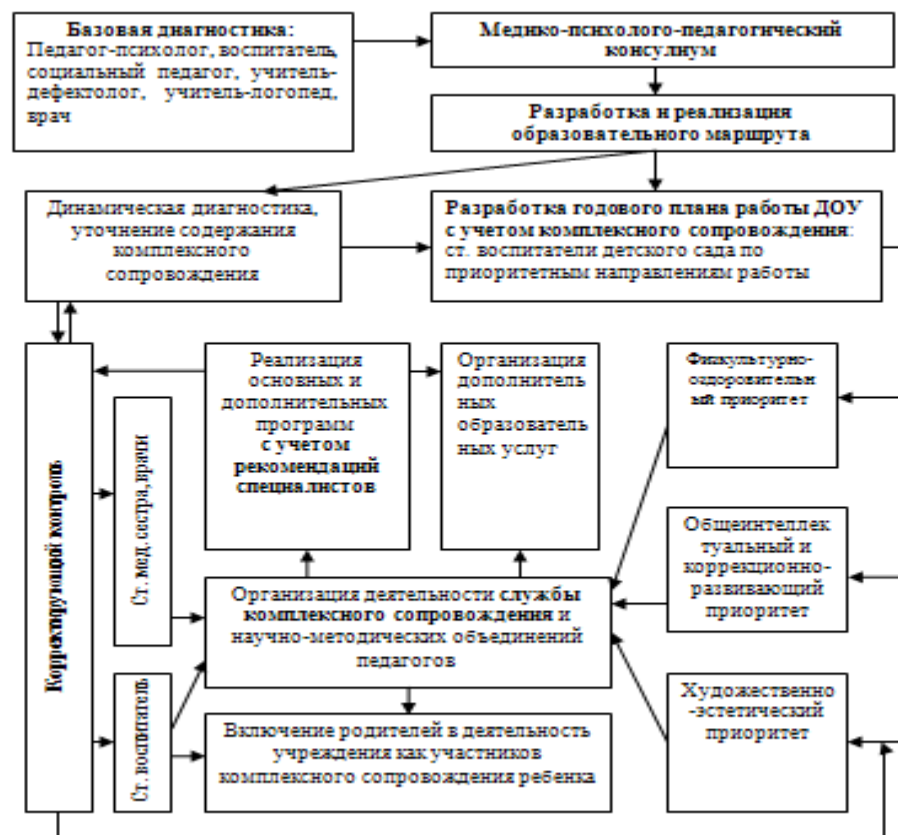 Базовая диагностика:
Педагог-психолог, воспитатель,
социальный педагог, учитель-
дефектолог, учитель-логопед,
врач
Медико-психолого-педагогический
консулиум
Разработка и реализация
образовательного маршрута
Динамическая диагностика,
уточнение содержания
комплексного
сопровождения
Разработка годового плана работы ДОУ
с учетом комплексного сопровождения:
ст. воспитатели детского сада по
приоритетным направлениям работы
Корректирующий контроль
Ст. мед. сестра, врачи
Ст. воспитатель
Реализация
основных и
дополнительных
программ
с учетом
рекомендаций
специалистов
Организация
дополнитель
ных
образователь
ных услуг
Физкультурно-
оздоровительн
ый приоритет
Общеинтеллек
туальный и
коррекционно-
развивающий
приоритет
Организация деятельности службы
комплексного сопровождения и
научно-методических объединений
педагогов
Художественно
-эстетический
приоритет
Включение родителей в деятельность
учреждения как участников
комплексного сопровождения ребенка